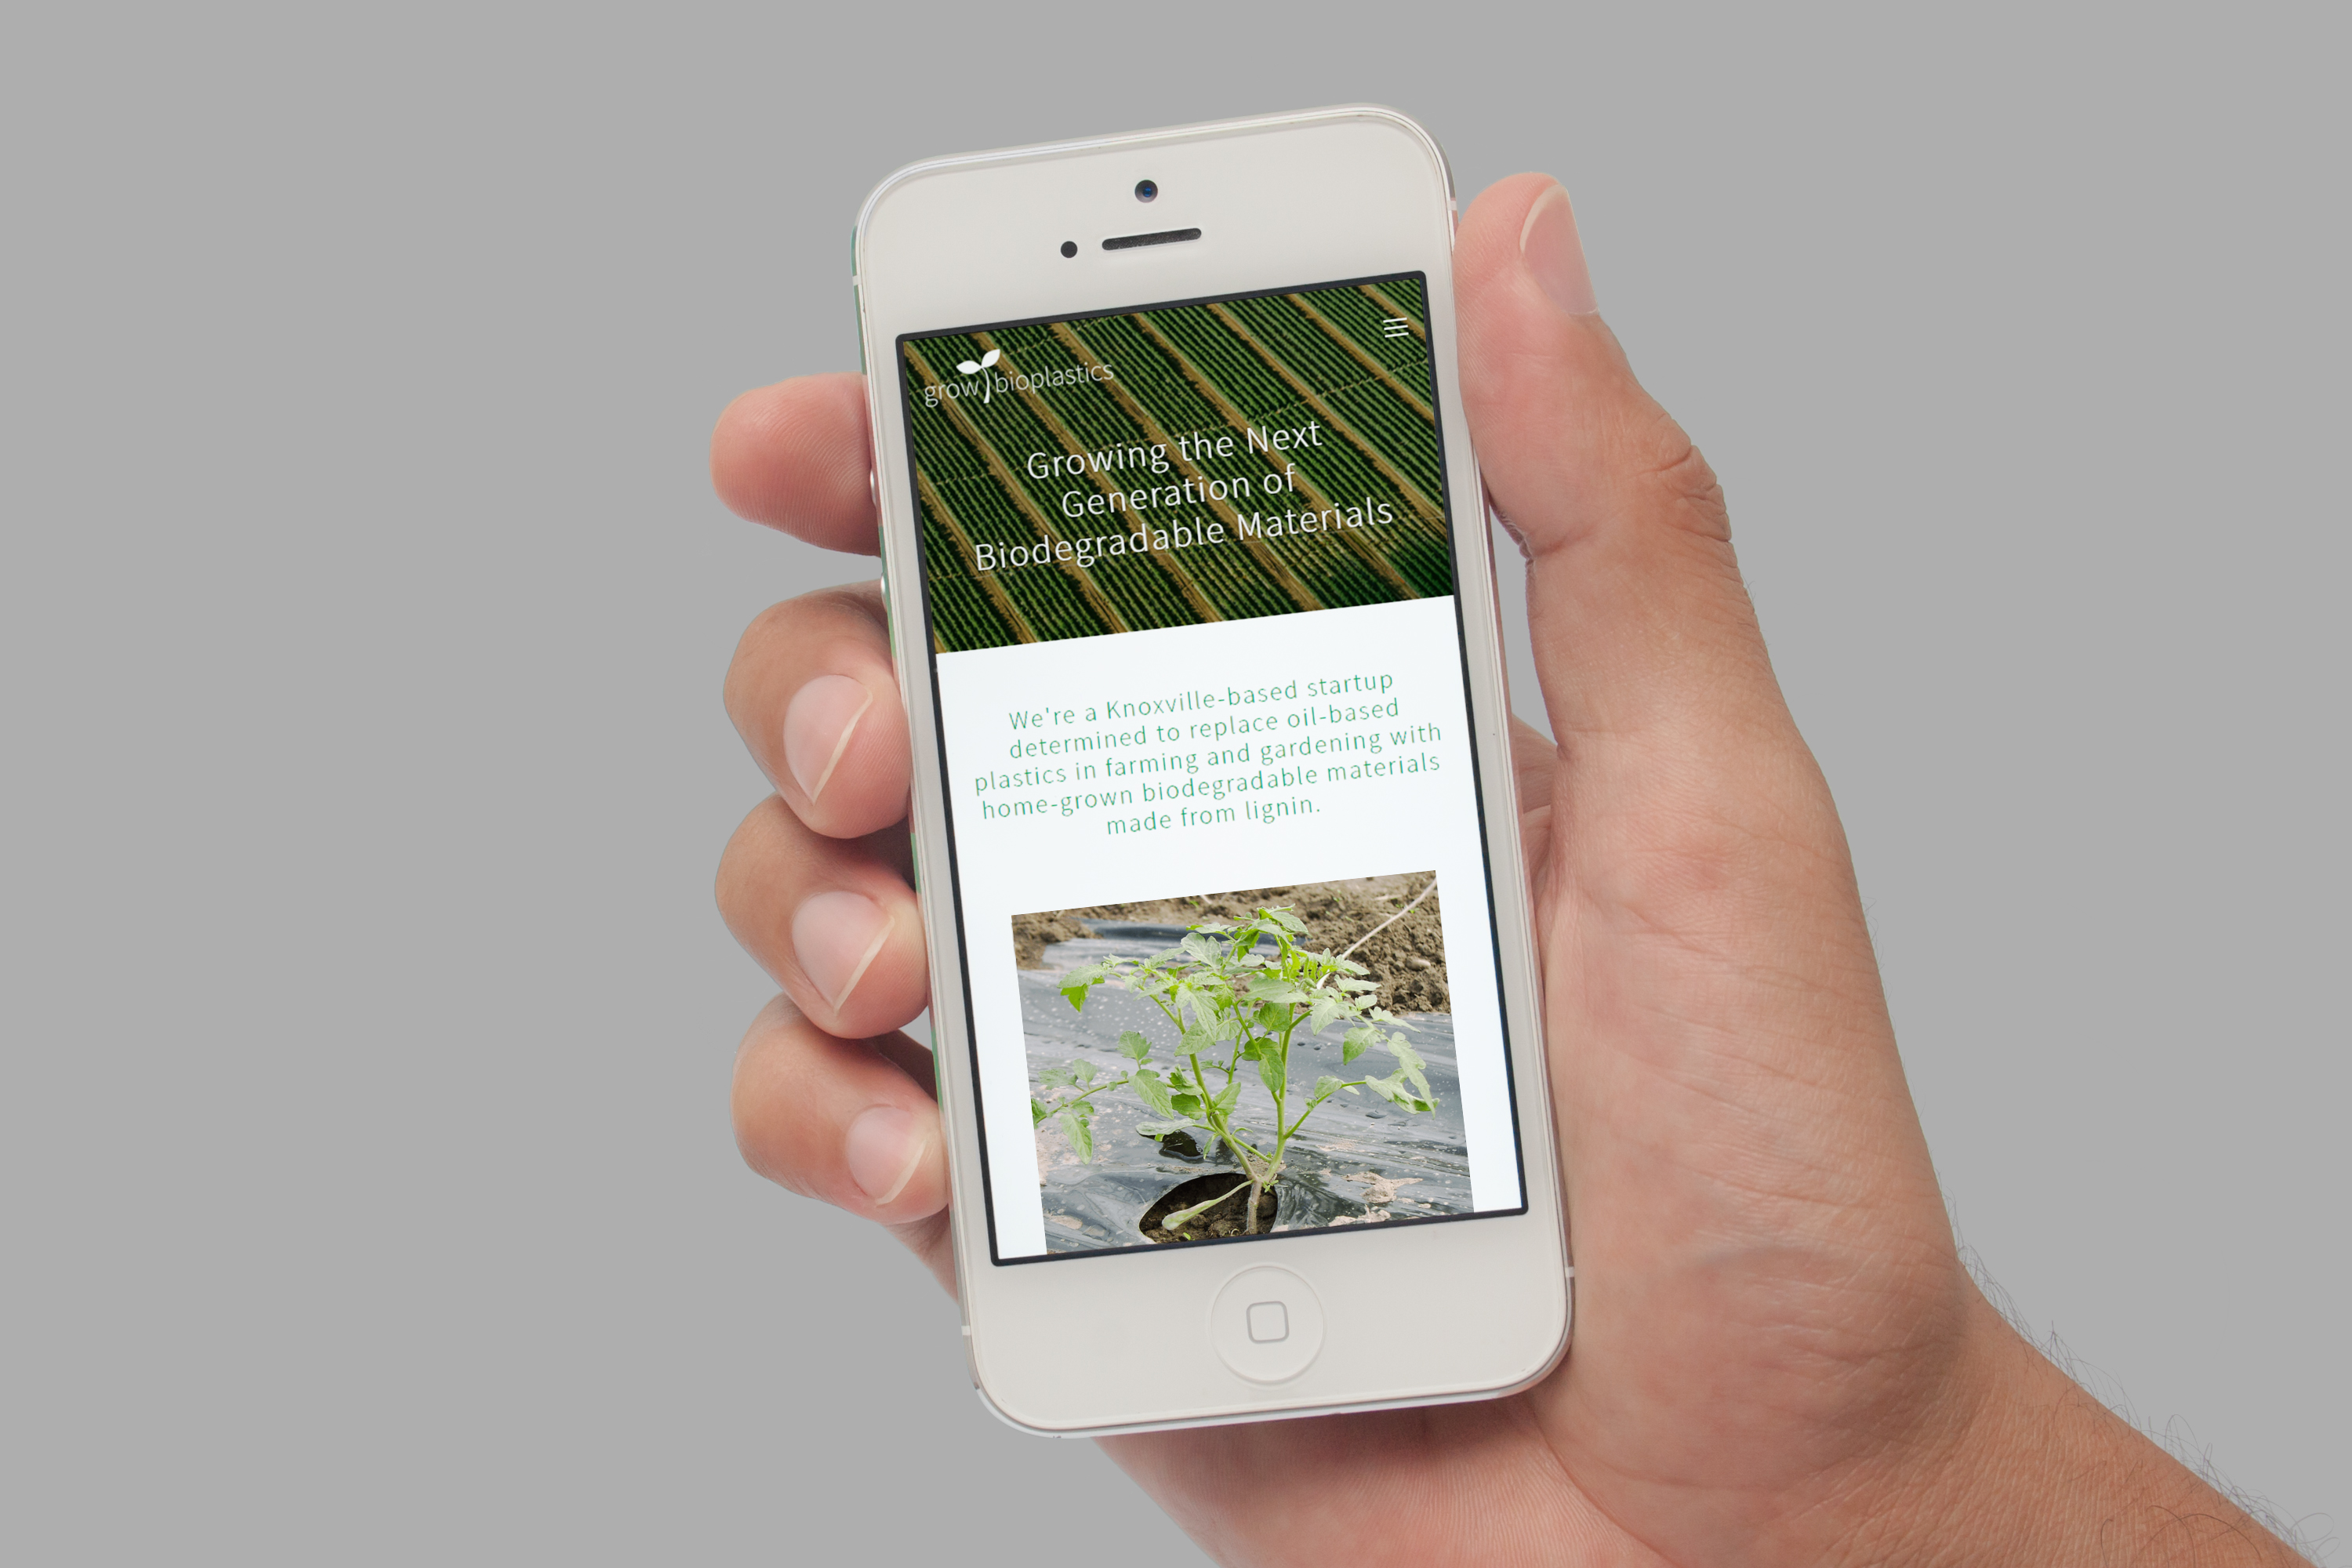 grow bioplastics
Growing the Next
Generation of
Biodegradable Materials
We're a Knoxville-based startup
determined to replace oil-based
plastics in farming and gardening with
home-grown biodegradable materials
made from lignin.